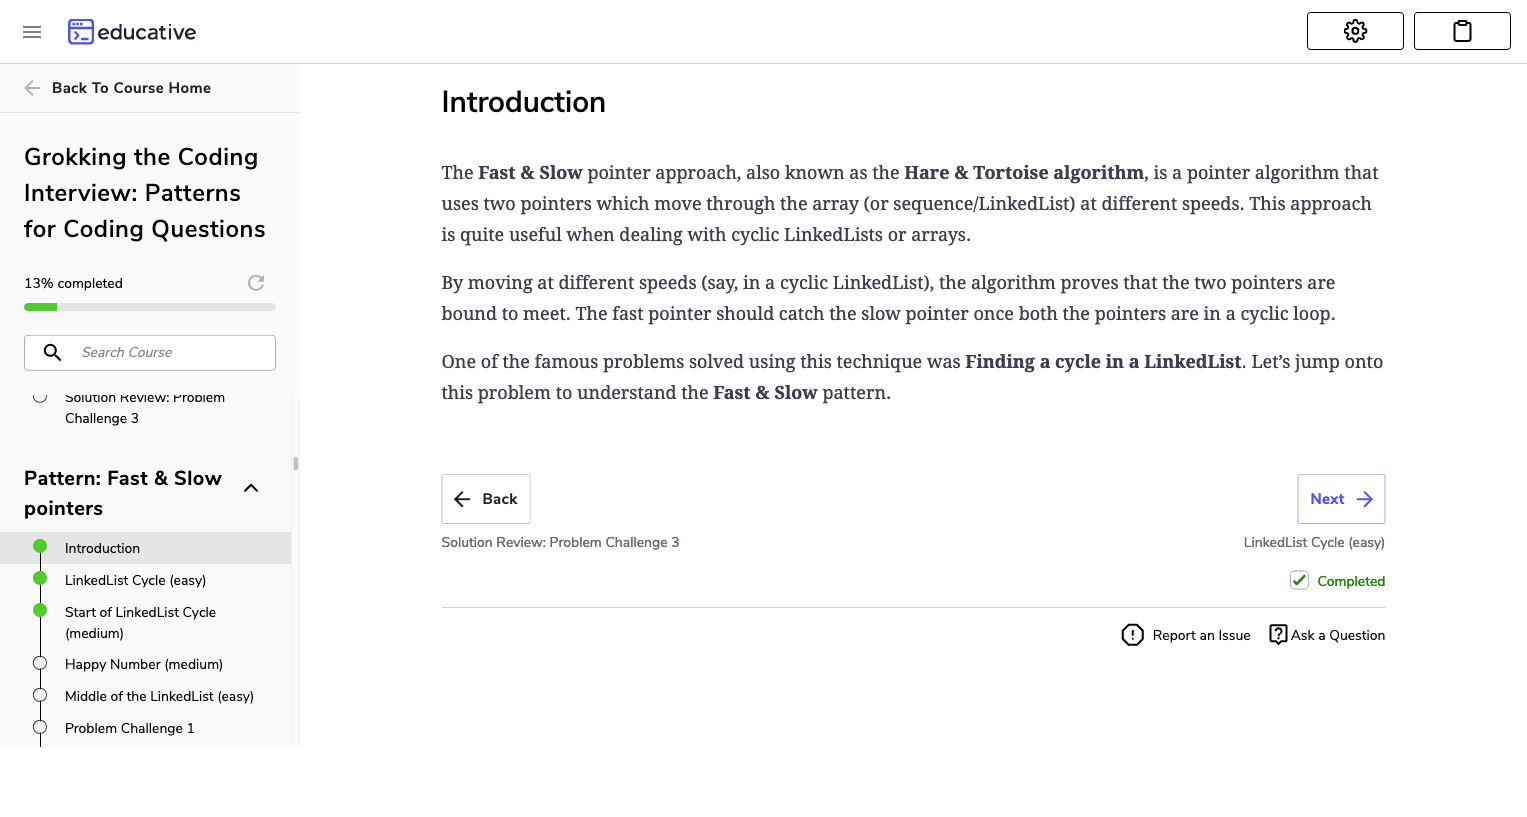 educative
Back To Course Home
Grokking the Coding
Interview: Patterns
for Coding Questions
13% completed
Search Course
Solution Review: Problem
Challenge 3
Pattern: Fast & Slow
pointers
Introduction
LinkedList Cycle (easy)
Start of LinkedList Cycle
(medium)
Happy Number (medium)
Middle of the LinkedList (easy)
Problem Challenge 1
Introduction
The Fast & Slow pointer approach, also known as the Hare & Tortoise algorithm, is a pointer algorithm that
uses two pointers which move through the array (or sequence/LinkedList) at different speeds. This approach
is quite useful when dealing with cyclic LinkedLists or arrays.
By moving at different speeds (say, in a cyclic LinkedList), the algorithm proves that the two pointers are
bound to meet. The fast pointer should catch the slow pointer once both the pointers are in a cyclic loop.
One of the famous problems solved using this technique was Finding a cycle in a LinkedList. Let’s jump onto
this problem to understand the Fast & Slow pattern.
Back
Next
Solution Review: Problem Challenge 3
LinkedList Cycle (easy)
Completed
Report an Issue
Ask a Question